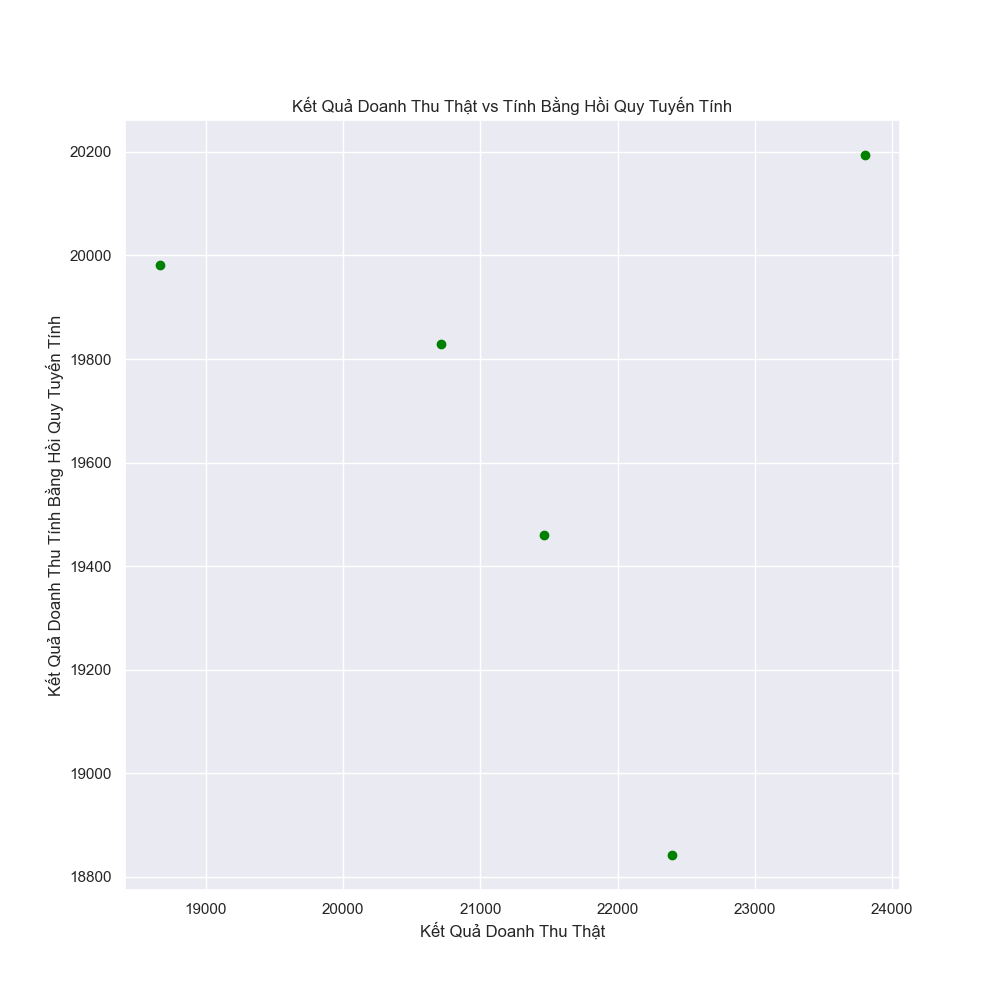 Kết Quả Doanh Thu Thật vs Tính Bằng Hồi Quy Tuyến Tính
Kết Quả Doanh Thu Tính Bằng Hồi Quy Tuyến Tính
20200
20000
19800
19600
19400
19200
19000
18800
19000 20000 21000 22000 23000 24000
Kết Quả Doanh Thu Thật